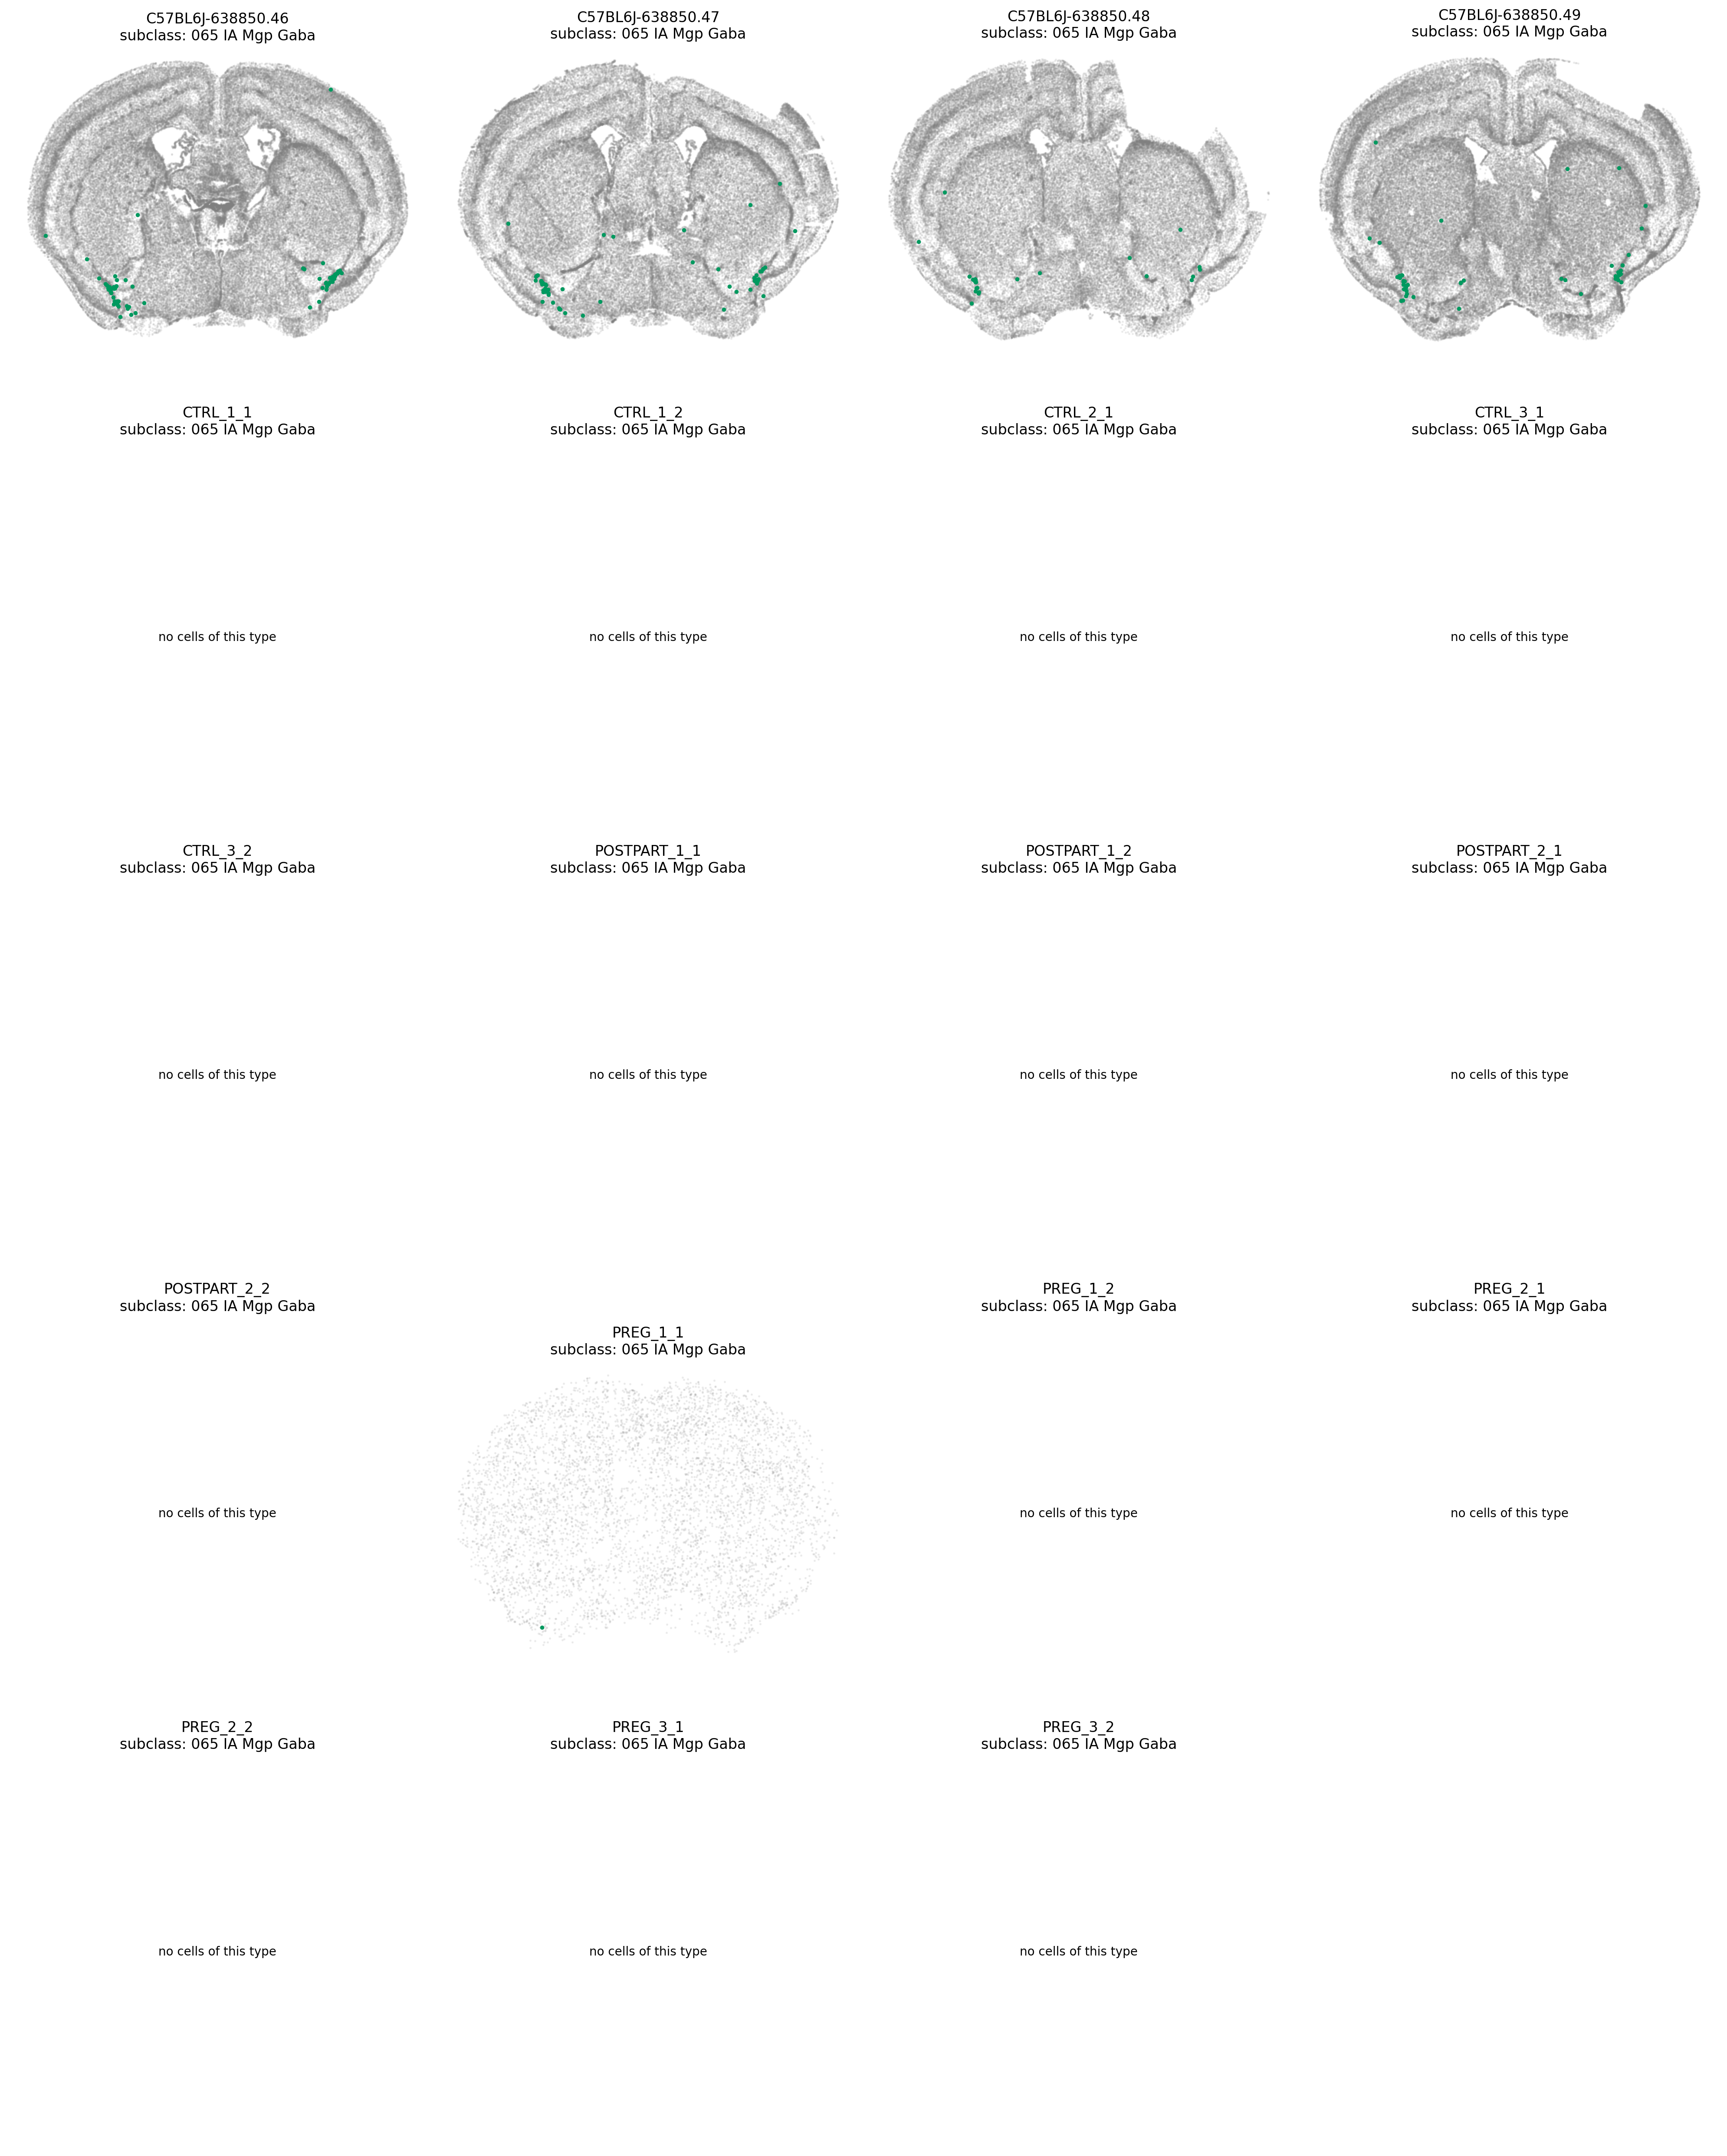 C57BL6J-638850.46
subclass: 065 IA Mgp Gaba
C57BL6J-638850.47
subclass: 065 IA Mgp Gaba
C57BL6J-638850.48
subclass: 065 IA Mgp Gaba
C57BL6J-638850.49
subclass: 065 IA Mgp Gaba
CTRL_1_1
subclass: 065 IA Mgp Gaba
no cells of this type
CTRL_1_2
subclass: 065 IA Mgp Gaba
no cells of this type
CTRL_2_1
subclass: 065 IA Mgp Gaba
no cells of this type
CTRL_3_1
subclass: 065 IA Mgp Gaba
no cells of this type
CTRL_3_2
subclass: 065 IA Mgp Gaba
no cells of this type
POSTPART_1_1
subclass: 065 IA Mgp Gaba
no cells of this type
POSTPART_1_2
subclass: 065 IA Mgp Gaba
no cells of this type
POSTPART_2_1
subclass: 065 IA Mgp Gaba
no cells of this type
POSTPART_2_2
subclass: 065 IA Mgp Gaba
no cells of this type
PREG_1_1
subclass: 065 IA Mgp Gaba
PREG_1_2
subclass: 065 IA Mgp Gaba
no cells of this type
PREG_2_1
subclass: 065 IA Mgp Gaba
no cells of this type
PREG_2_2
subclass: 065 IA Mgp Gaba
no cells of this type
PREG_3_1
subclass: 065 IA Mgp Gaba
no cells of this type
PREG_3_2
subclass: 065 IA Mgp Gaba
no cells of this type